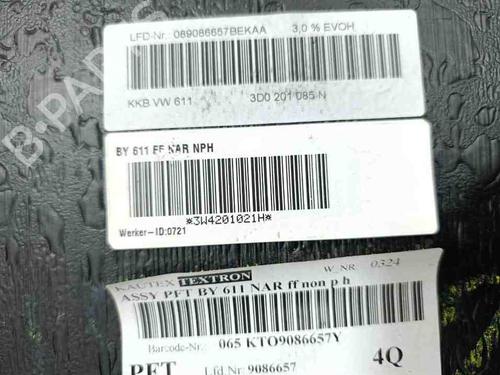 LFD-Nr.: 089086657BEKAA 3,0 % EVOH
KKB VW 611 3D0 201 085 N
BY 611 FF NAR NPH
*3W4201021H*
Werker-ID:0721
KAUTEX TEXTRON W_NR 0324
ASSY PFT BY 611 NAR ff non p h
Barcode-Nr.: 065 KTO9086657Y
PFT Lfd.Nr: 9086657 4Q
B-PARTS